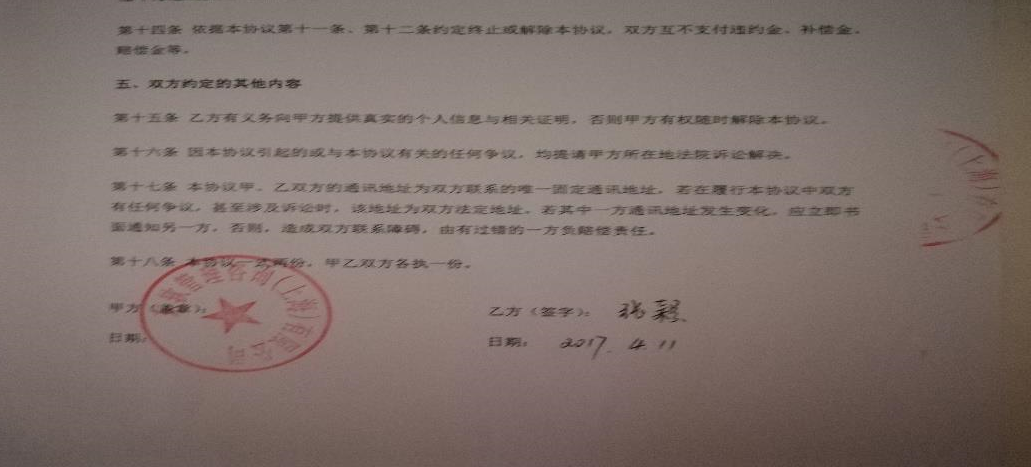 第十四条 依据本协议第十一条、第十二条约定终止或解除本协议，双方互不支付违约金、补偿金、
赔偿金等。
五、双方约定的其他内容
第十五条 乙方有义务向甲方提供真实的个人信息与相关证明，否则甲方有权随时解除本协议。
第十六条 因本协议引起的或与本协议有关的任何争议，均提请甲方所在地法院诉讼解决。
第十七条 本协议甲、乙双方的通讯地址为双方联系的唯一固定通讯地址，若在履行本协议中双方
有任何争议，甚至涉及诉讼时，该地址为双方法定地址。若其中一方通讯地址发生变化，应立即书
面通知另一方，否则，造成双方联系障碍，由有过错的一方负赔偿责任。
第十八条 本协议一式两份，甲乙双方各执一份。
甲方（盖章）：
乙方（签字）： 张颖
日期：
日期： 2017. 4 11
管理咨询（上海）有限公司